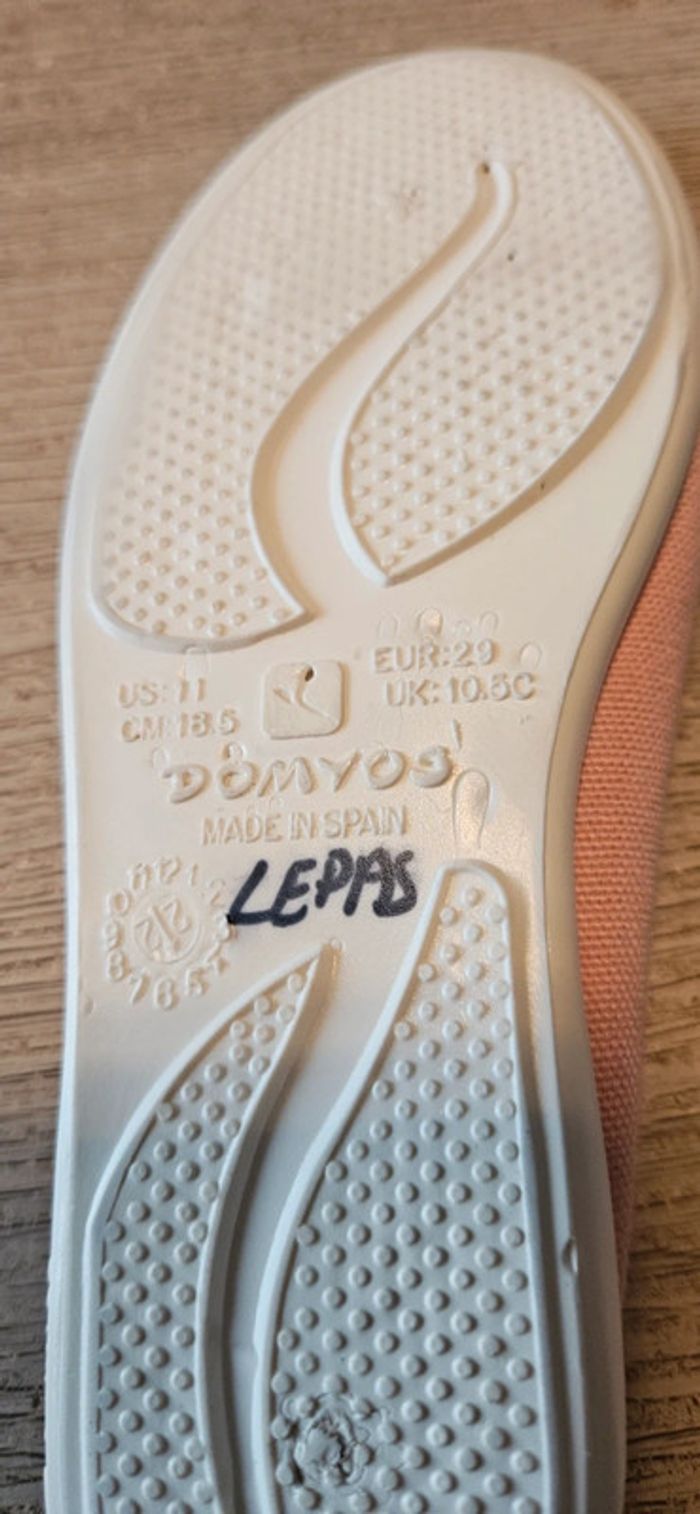 US: 11
EUR:29
CM:18.5
UK: 10.5C
DOMYOS
MADE IN SPAIN
LEPAS